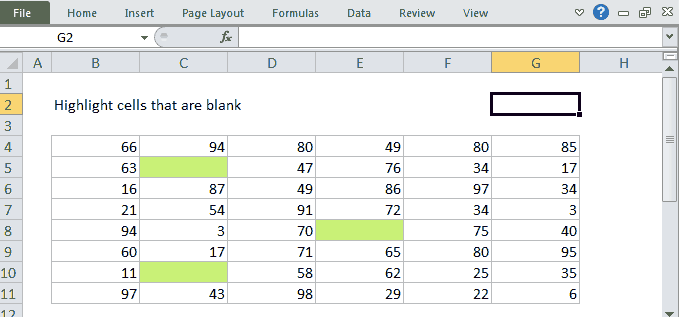 File Home Insert Page Layout Formulas Data Review View
G2 fx
A B C D E F G H
1
2 Highlight cells that are blank
3
4 66 94 80 49 80 85
5 63 47 76 34 17
6 16 87 49 86 97 34
7 21 54 91 72 34 3
8 94 3 70 75 40
9 60 17 71 65 80 95
10 11 58 62 25 35
11 97 43 98 29 22 6
12